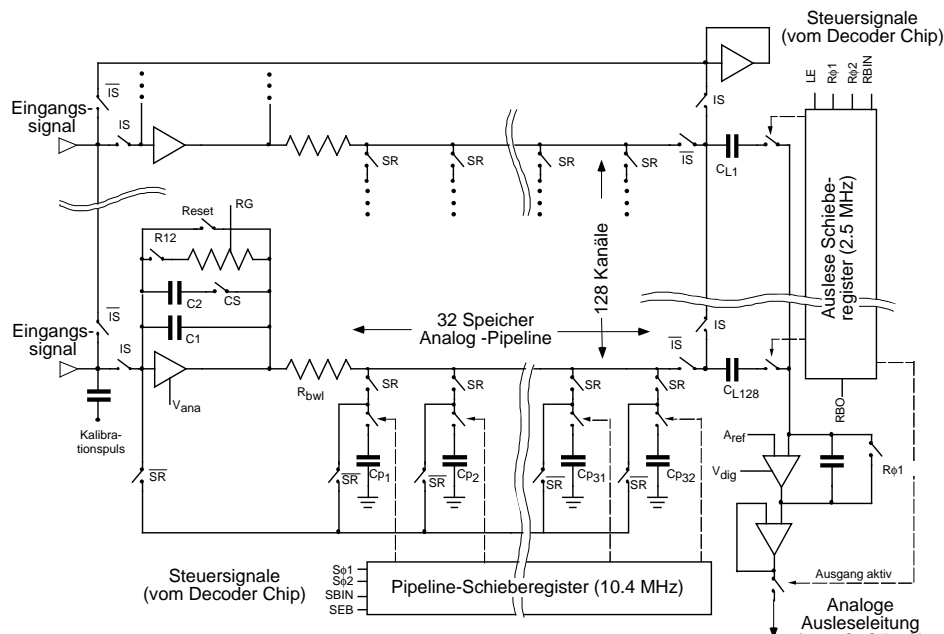 Steuersignale
(vom Decoder Chip)
LE
Rϕ1
Rϕ2
RBIN
IS
Eingangs-
signal
IS
IS
SR
SR
SR
SR
IS
CL1
Auslese Schiebe-
register (2.5 MHz)
128 Kanäle
Reset
RG
R12
C2
CS
C1
IS
Eingangs-
signal
IS
Vana
Kalibra-
tionspuls
32 Speicher
Analog -Pipeline
Rbwl
IS
IS
CL128
RBO
SR
SR
SR
SR
Aref
Vdig
Rϕ1
SR
SR
Cp1
SR
Cp2
SR
Cp31
SR
Cp32
Steuersignale
(vom Decoder Chip)
Sϕ1
Sϕ2
SBIN
SEB
Pipeline-Schieberegister (10.4 MHz)
Ausgang aktiv
Analoge
Ausleseleitung